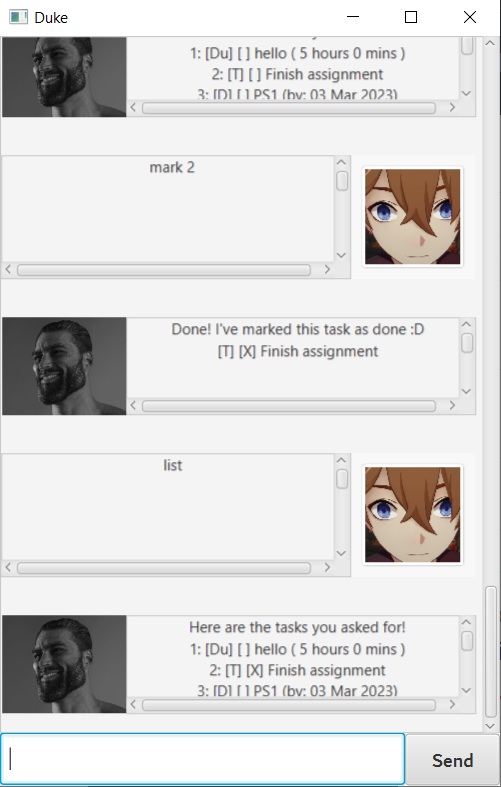 Duke
1: [Du] [ ] hello ( 5 hours 0 mins )
2: [T] [ ] Finish assignment
3: [D] [ ] PS1 (by: 03 Mar 2023)
mark 2
Done! I've marked this task as done :D
[T] [X] Finish assignment
list
Here are the tasks you asked for!
1: [Du] [ ] hello ( 5 hours 0 mins )
2: [T] [X] Finish assignment
3: [D] [ ] PS1 (by: 03 Mar 2023)
Send